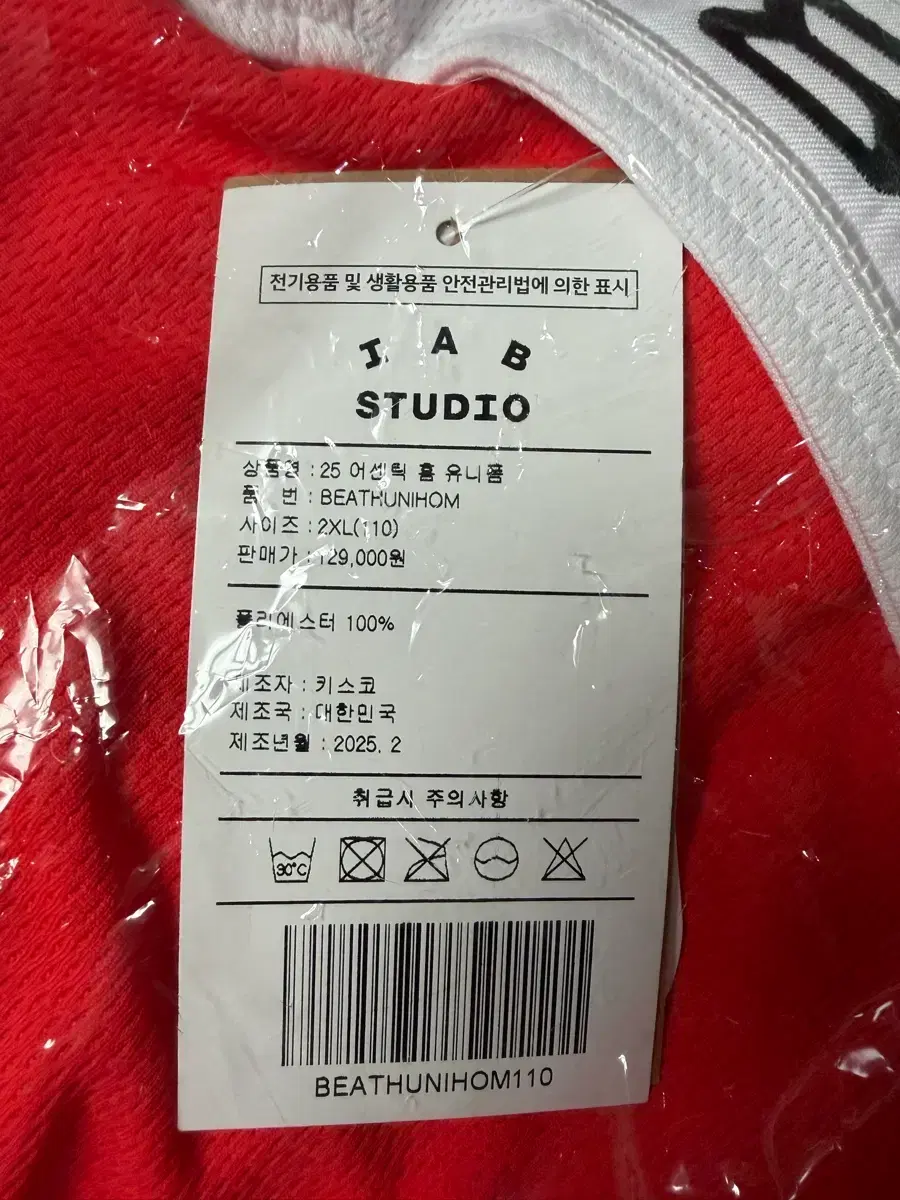 전기용품 및 생활용품 안전관리법에 의한 표시
IAB
STUDIO
상품명 : 25 어센틱 홈 유니폼
품 번 : BEATHUNIHOM
사이즈 : 2XL(110)
판매가 : 129,000원
폴리에스터 100%
제조자 : 키스코
제조국 : 대한민국
제조년월 : 2025. 2
취급시 주의사항
30°C
BEATHUNIHOM110